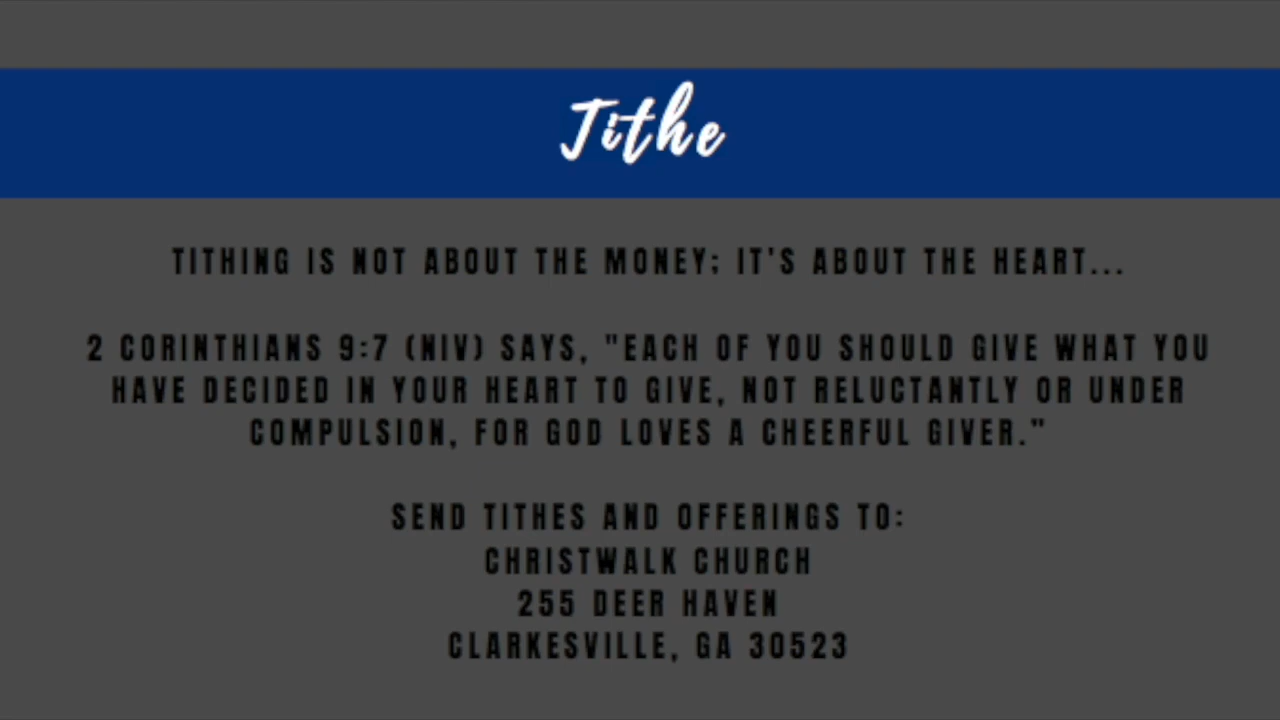 Tithe
TITHING IS NOT ABOUT THE MONEY; IT'S ABOUT THE HEART...
2 CORINTHIANS 9:7 (NIV) SAYS, "EACH OF YOU SHOULD GIVE WHAT YOU
HAVE DECIDED IN YOUR HEART TO GIVE, NOT RELUCTANTLY OR UNDER
COMPULSION, FOR GOD LOVES A CHEERFUL GIVER."
SEND TITHES AND OFFERINGS TO:
CHRISTWALK CHURCH
255 DEER HAVEN
CLARKESVILLE, GA 30523